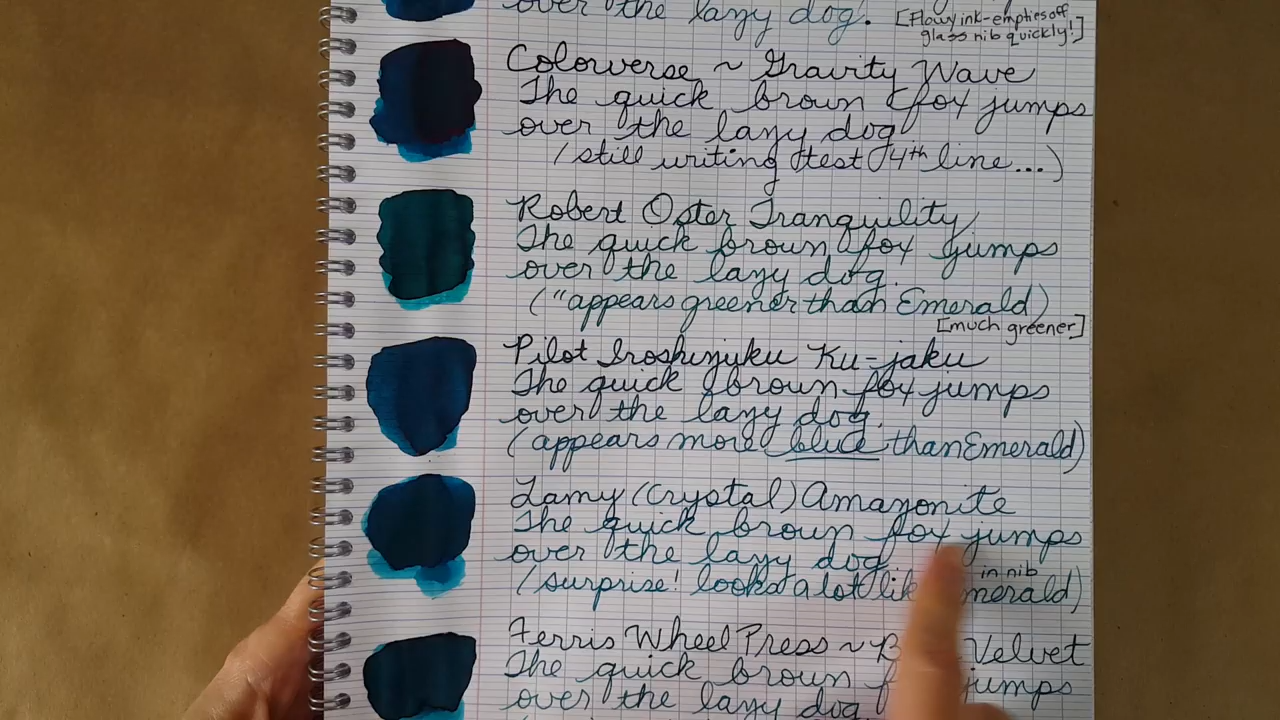 over the lazy dog. [Flowy ink-empties off
glass nib quickly!]
Colorverse ~ Gravity Wave
The quick brown fox jumps
over the lazy dog
(still writing test 4th line...)
Robert Oster Tranquility
The quick brown fox jumps
over the lazy dog.
("appears greener than Emerald)
[much greener]
Pilot Iroshizuku Ku-jaku
The quick brown fox jumps
over the lazy dog.
(appears more blue than Emerald)
Lamy (Crystal) Amazonite
The quick brown fox jumps
over the lazy dog.
in nib
(surprise! looks a lot like merald)
Ferris Wheel Press ~ B Velvet
The quick brown f jumps
over the lazy dog.